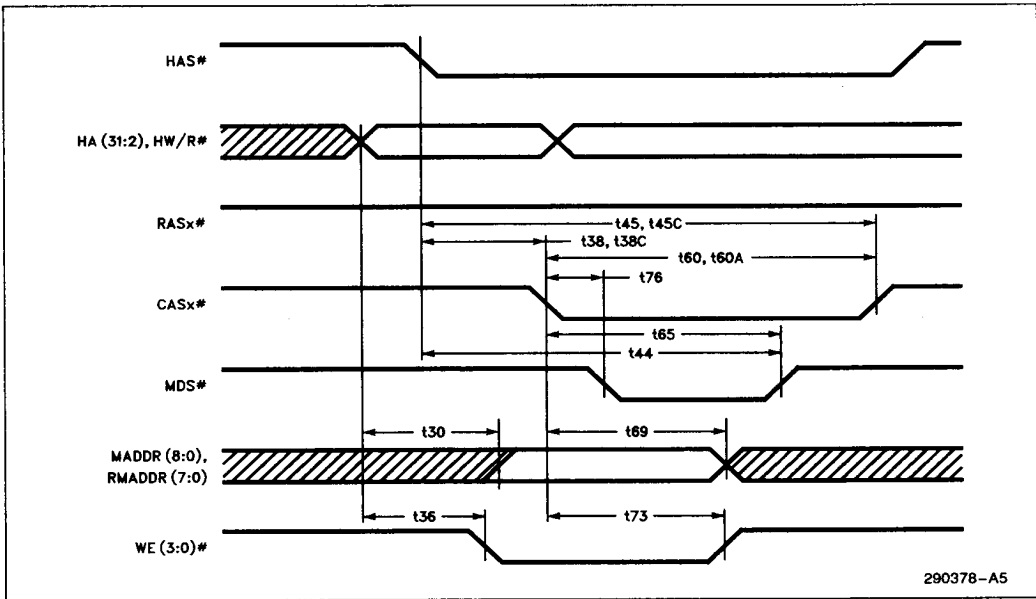 HAS#
HA (31:2), HW/R#
RASx#
t45, t45C
t38, t38C
t60, t60A
t76
CASx#
t65
t44
MDS#
t30
t69
MADDR (8:0),
RMADDR (7:0)
t36
t73
WE (3:0)#
290378-A5